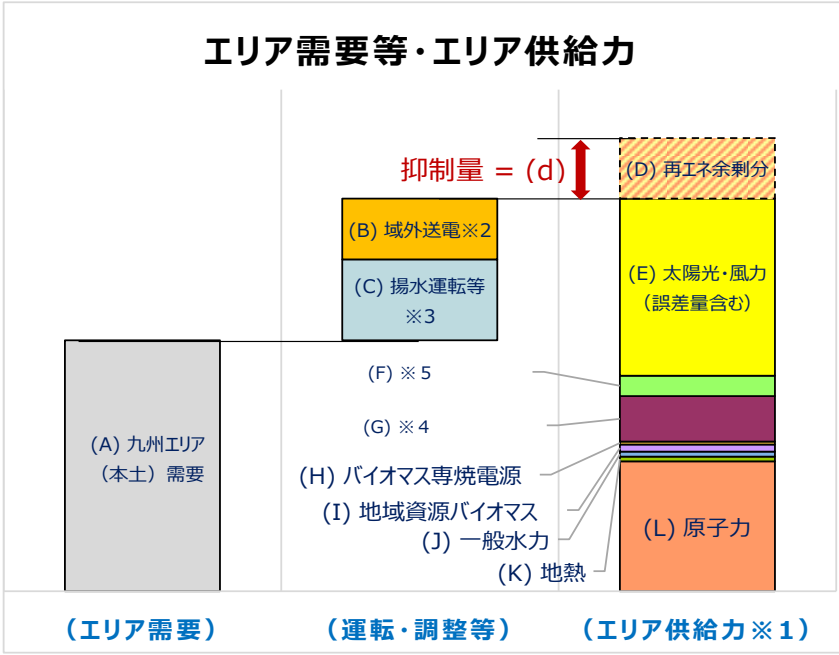 エリア需要等・エリア供給力
抑制量 = (d)
(D) 再エネ余剰分
(B) 域外送電※2
(C) 揚水運転等
※3
(E) 太陽光・風力
(誤差量含む)
(A) 九州エリア
(本土) 需要
(F) ※5
(G) ※4
(H) バイオマス専焼電源
(I) 地域資源バイオマス
(J) 一般水力
(K) 地熱
(L) 原子力
(エリア需要)
(運転・調整等)
(エリア供給力※1)